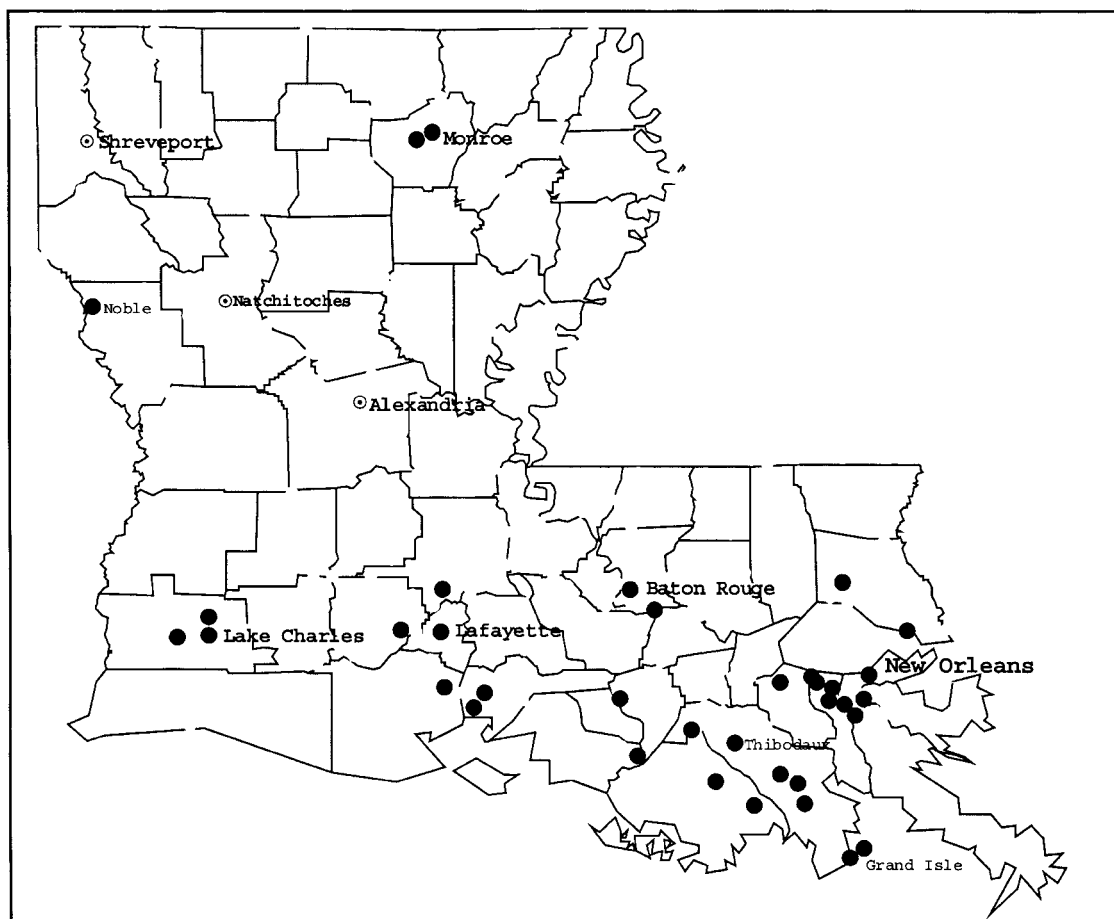 Shreveport
Monroe
Noble
Natchitoches
Alexandria
Baton Rouge
Lake Charles
Lafayette
New Orleans
Thibodaux
Grand Isle